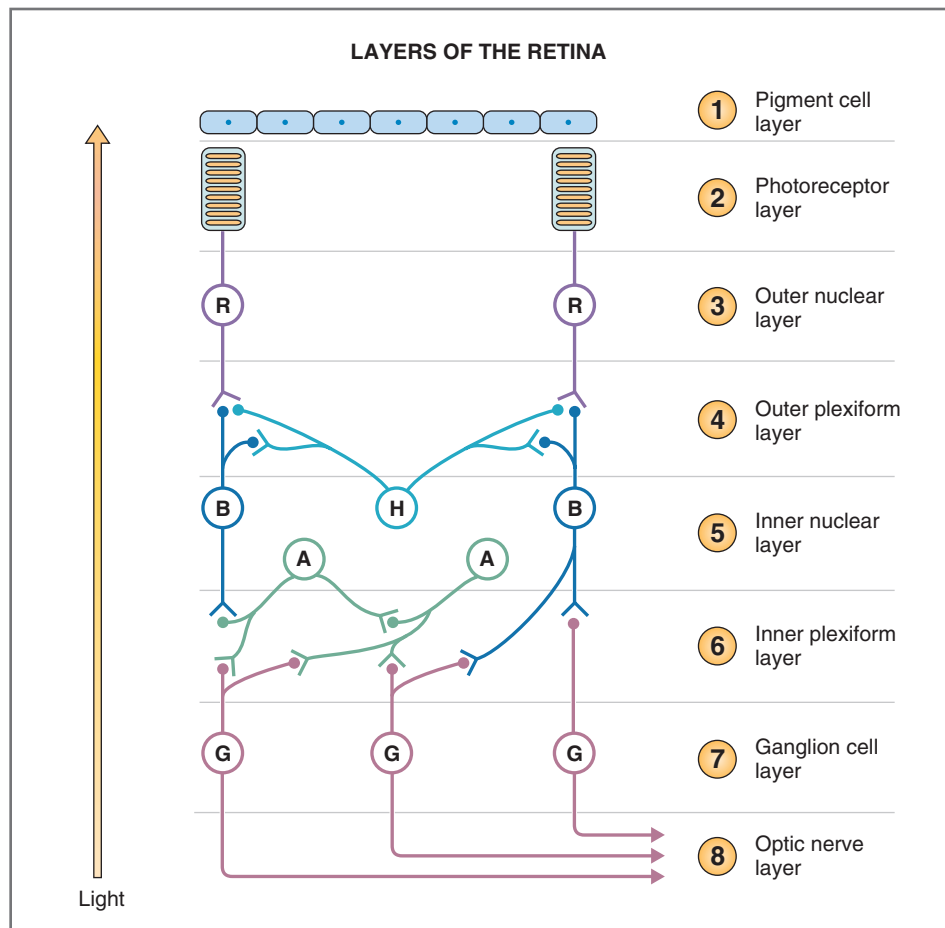 LAYERS OF THE RETINA
1
Pigment cell
layer
2
Photoreceptor
layer
R
R
3
Outer nuclear
layer
4
Outer plexiform
layer
B
H
B
5
Inner nuclear
layer
A
A
6
Inner plexiform
layer
G
G
G
7
Ganglion cell
layer
8
Optic nerve
layer
Light